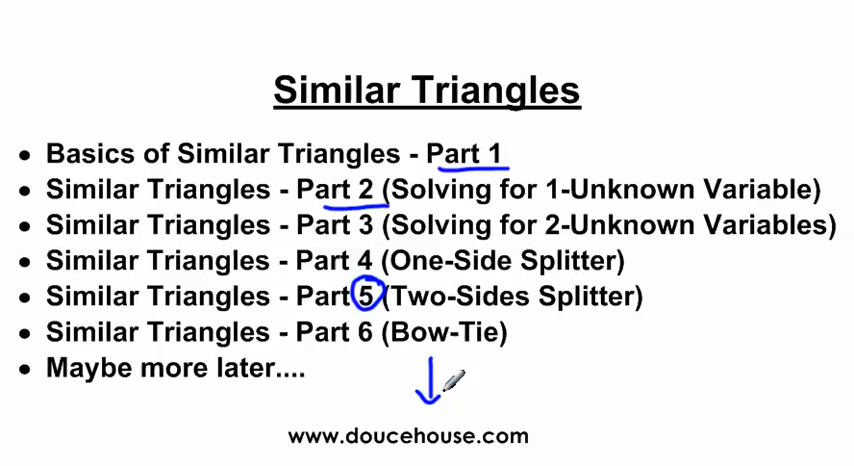 Similar Triangles
• Basics of Similar Triangles - Part 1
• Similar Triangles - Part 2 (Solving for 1-Unknown Variable)
• Similar Triangles - Part 3 (Solving for 2-Unknown Variables)
• Similar Triangles - Part 4 (One-Side Splitter)
• Similar Triangles - Part 5 (Two-Sides Splitter)
• Similar Triangles - Part 6 (Bow-Tie)
• Maybe more later....
www.doucehouse.com